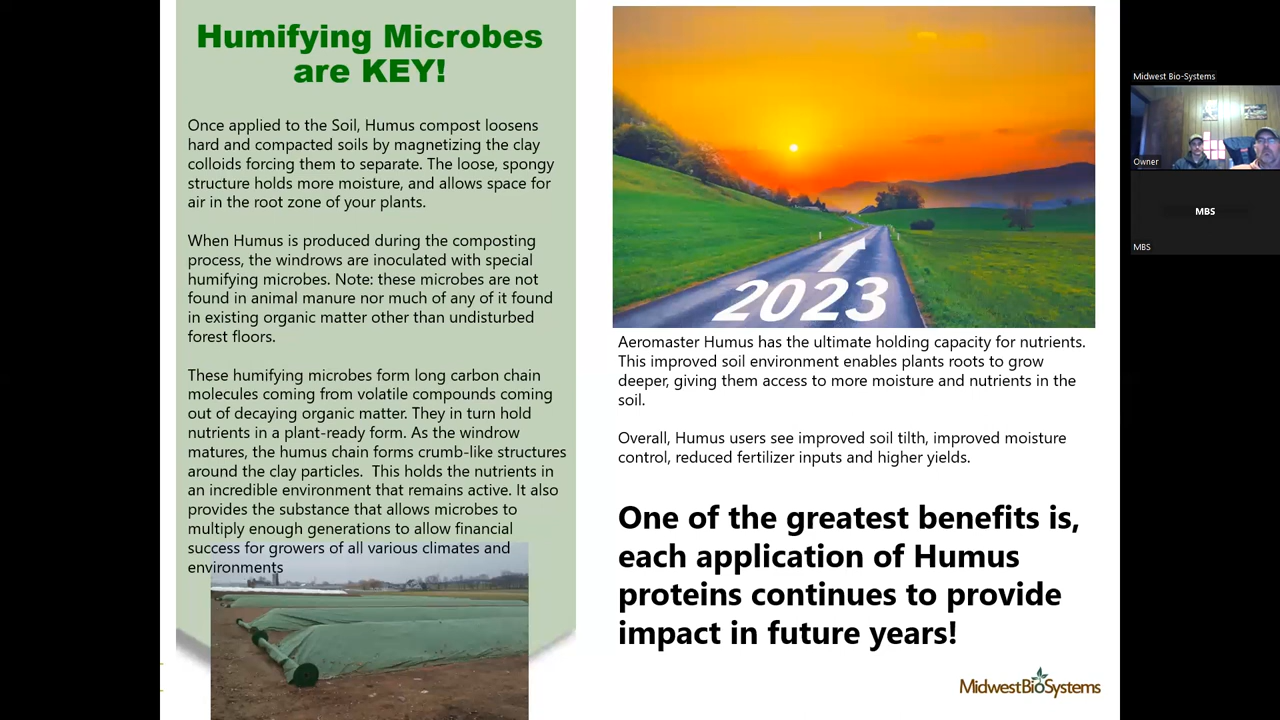 Humifying Microbes
are KEY!
Once applied to the Soil, Humus compost loosens
hard and compacted soils by magnetizing the clay
colloids forcing them to separate. The loose, spongy
structure holds more moisture, and allows space for
air in the root zone of your plants.
When Humus is produced during the composting
process, the windrows are inoculated with special
humifying microbes. Note: these microbes are not
found in animal manure nor much of any of it found
in existing organic matter other than undisturbed
forest floors.
These humifying microbes form long carbon chain
molecules coming from volatile compounds coming
out of decaying organic matter. They in turn hold
nutrients in a plant-ready form. As the windrow
matures, the humus chain forms crumb-like structures
around the clay particles.  This holds the nutrients in
an incredible environment that remains active. It also
provides the substance that allows microbes to
multiply enough generations to allow financial
success for growers of all various climates and
environments
2023
Aeromaster Humus has the ultimate holding capacity for nutrients.
This improved soil environment enables plants roots to grow
deeper, giving them access to more moisture and nutrients in the
soil.
Overall, Humus users see improved soil tilth, improved moisture
control, reduced fertilizer inputs and higher yields.
One of the greatest benefits is,
each application of Humus
proteins continues to provide
impact in future years!
MidwestBioSystems
Midwest Bio-Systems
Owner
MBS
MBS